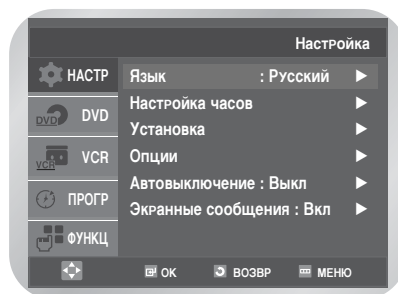 Настройка
НАСТР
Язык : Русский ►
Настройка часов ►
DVD DVD
Установка ►
VCR VCR
Опции ►
Автовыключение : Выкл ►
ПРОГР
Экранные сообщения : Вкл ►
ФУНКЦ
ОК ВОЗВР МЕНЮ